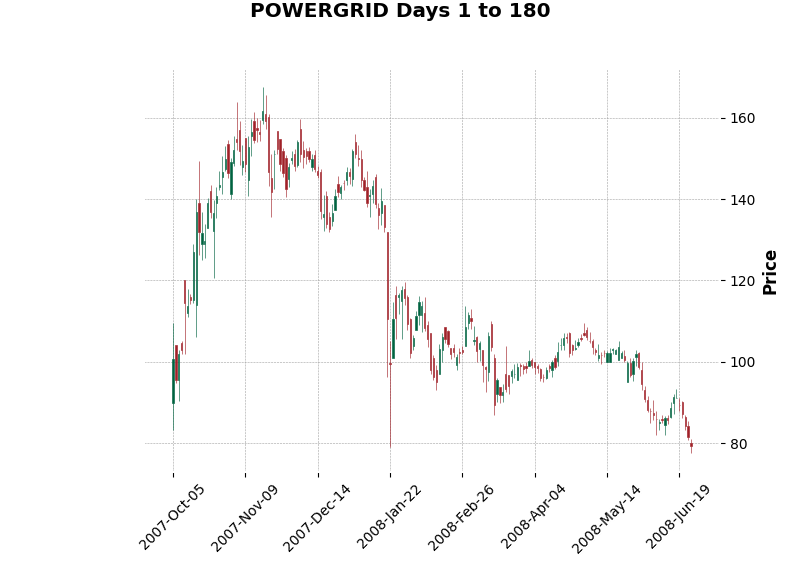 POWERGRID Days 1 to 180
160
140
120
100
80
Price
2007-Oct-05
2007-Nov-09
2007-Dec-14
2008-Jan-22
2008-Feb-26
2008-Apr-04
2008-May-14
2008-Jun-19